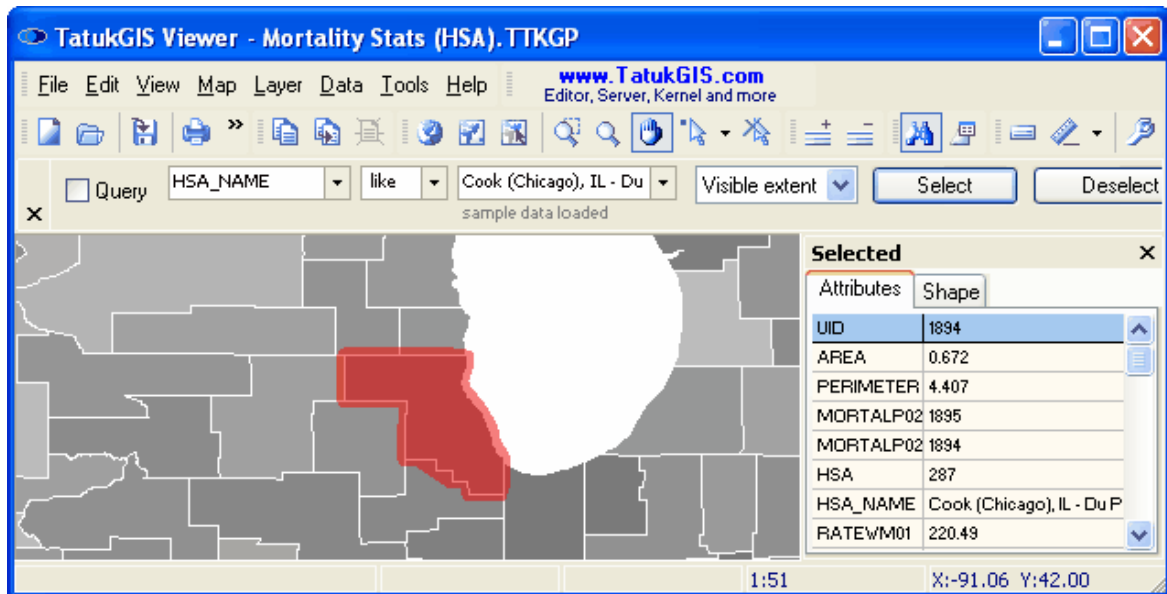 TatukGIS Viewer - Mortality Stats (HSA).TTKGP
File Edit View Map Layer Data Tools Help
www.TatukGIS.com
Editor, Server, Kernel and more
Query HSA_NAME like Cook (Chicago), IL - Du Visible extent Select Deselect
sample data loaded
Selected
Attributes Shape
UID 1894
AREA 0.672
PERIMETER 4.407
MORTALP02 1895
MORTALP02 1894
HSA 287
HSA_NAME Cook (Chicago), IL - Du P
RATEWM01 220.49
1:51 X:-91.06 Y:42.00